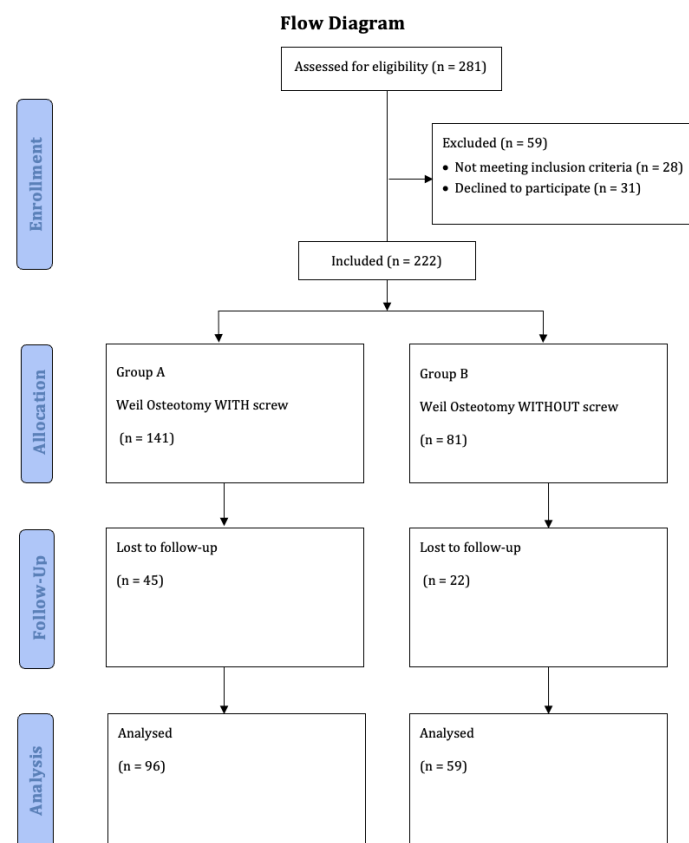 Flow Diagram
Assessed for eligibility (n = 281)
Enrollment
Excluded (n = 59)
• Not meeting inclusion criteria (n = 28)
• Declined to participate (n = 31)
Included (n = 222)
Allocation
Group A
Weil Osteotomy WITH screw
(n = 141)
Group B
Weil Osteotomy WITHOUT screw
(n = 81)
Follow-Up
Lost to follow-up
(n = 45)
Lost to follow-up
(n = 22)
Analysis
Analysed
(n = 96)
Analysed
(n = 59)